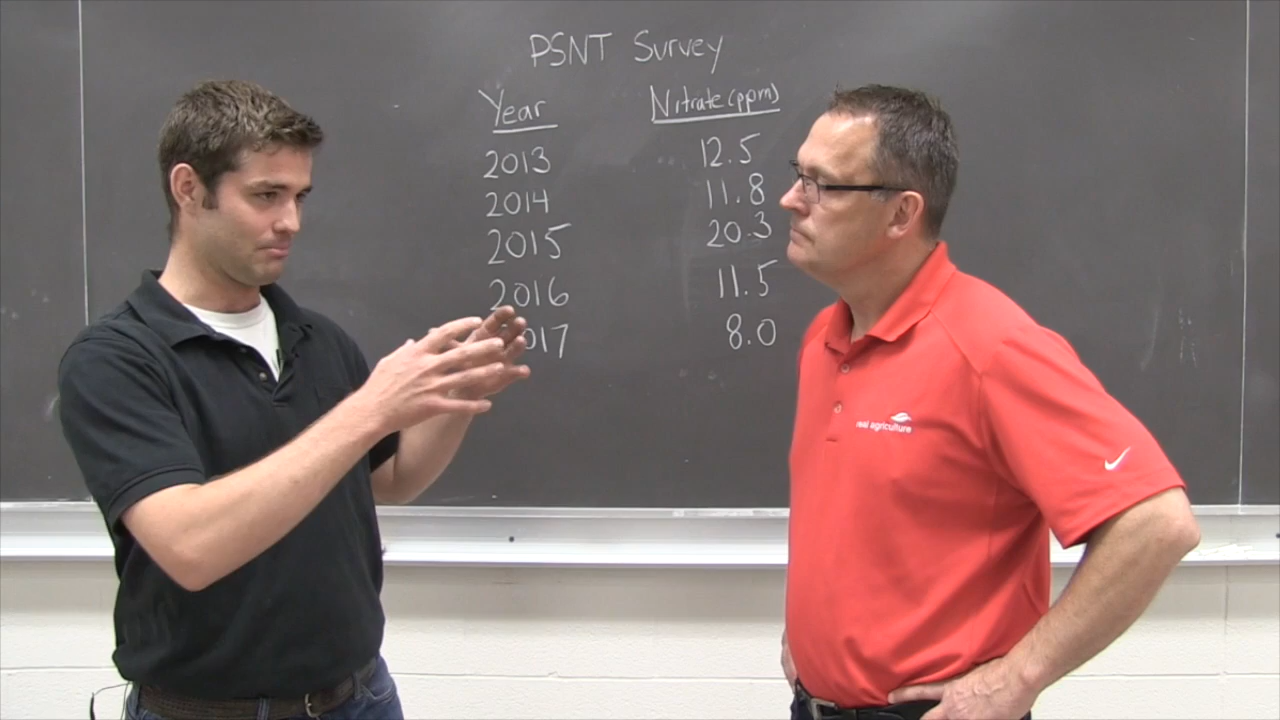 PSNT Survey
Year Nitrate (ppm)
2013 12.5
2014 11.8
2015 20.3
2016 11.5
2017 8.0
real agriculture